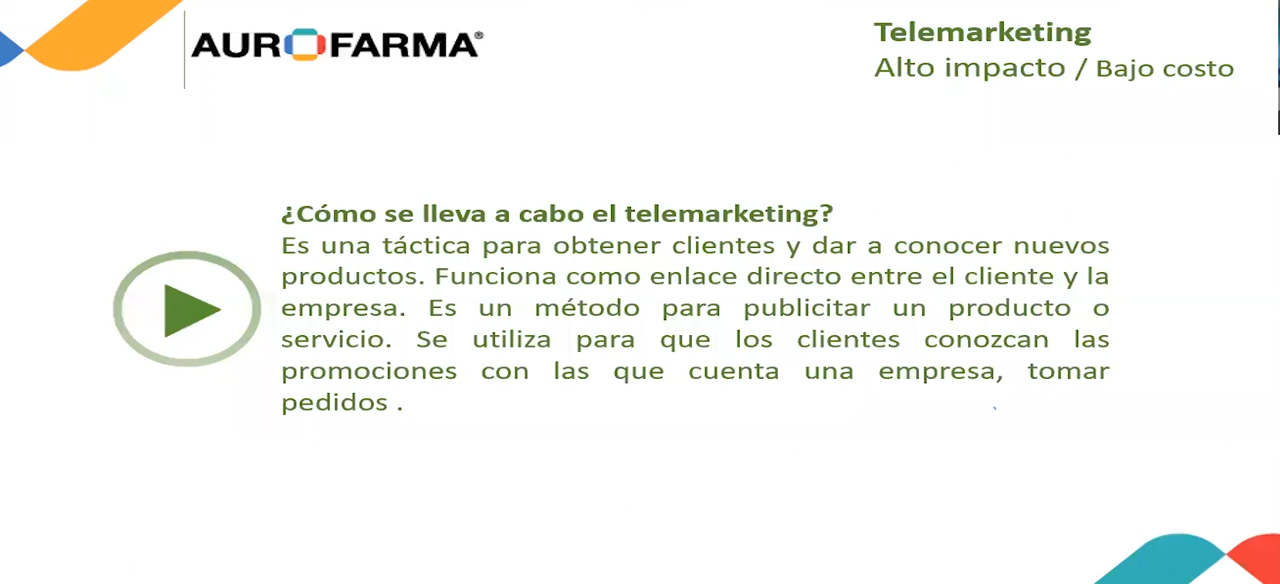 AUROFARMA®
Telemarketing
Alto impacto / Bajo costo
¿Cómo se lleva a cabo el telemarketing?
Es una táctica para obtener clientes y dar a conocer nuevos
productos. Funciona como enlace directo entre el cliente y la
empresa. Es un método para publicitar un producto o
servicio. Se utiliza para que los clientes conozcan las
promociones con las que cuenta una empresa, tomar
pedidos .